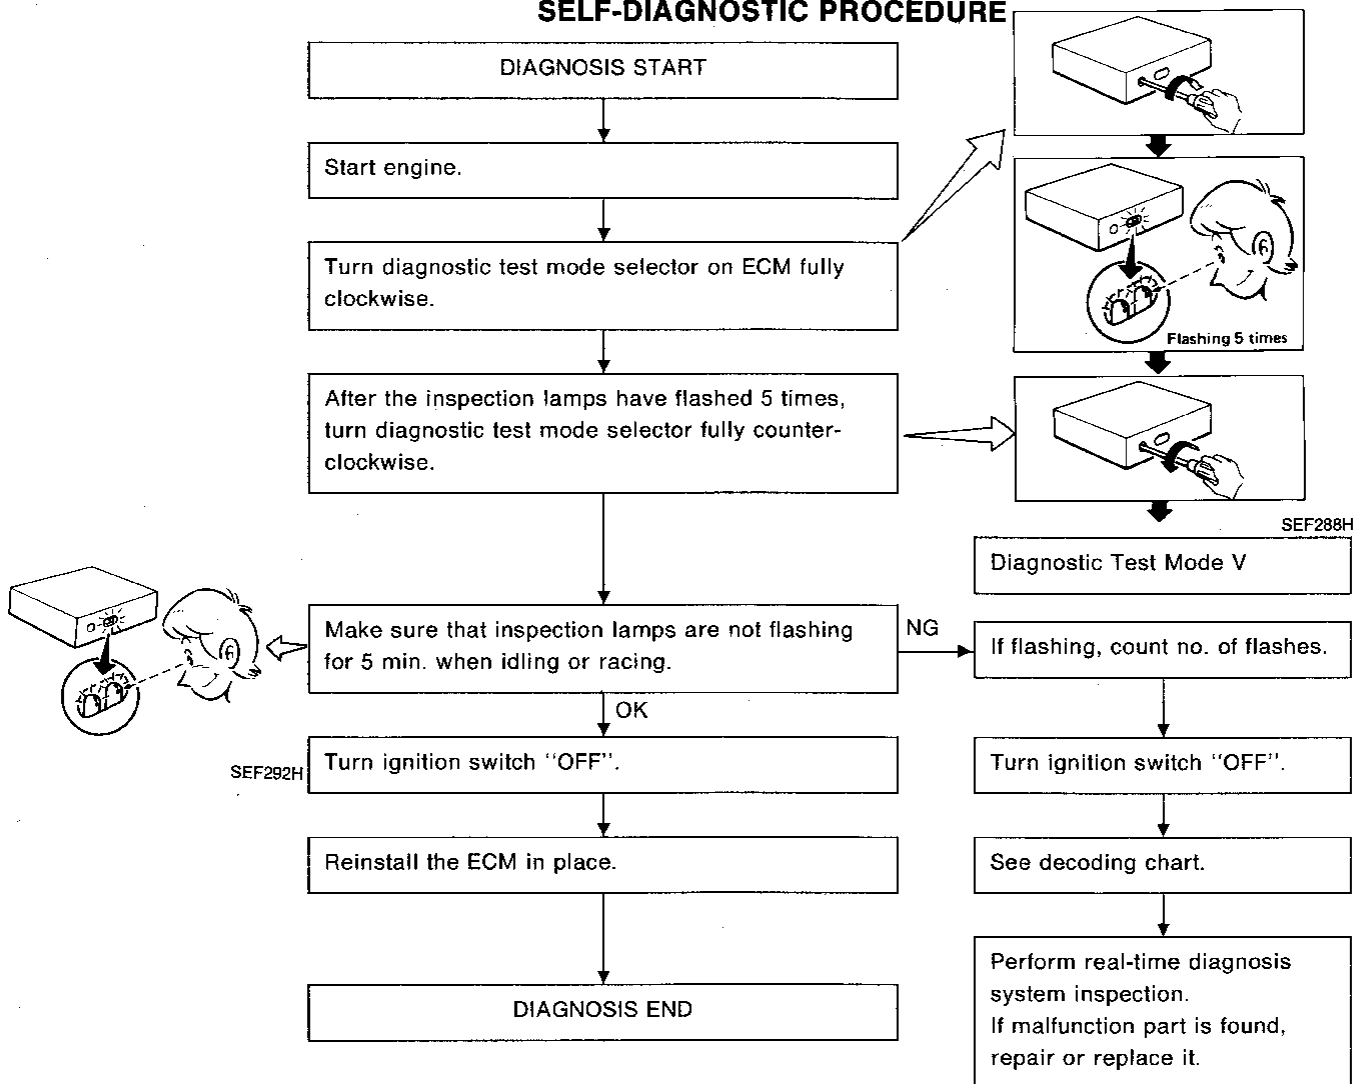 SELF-DIAGNOSTIC PROCEDURE
DIAGNOSIS START
Start engine.
Turn diagnostic test mode selector on ECM fully
clockwise.
Flashing 5 times
After the inspection lamps have flashed 5 times,
turn diagnostic test mode selector fully counter-
clockwise.
SEF288H
Diagnostic Test Mode V
Make sure that inspection lamps are not flashing
for 5 min. when idling or racing.
NG
If flashing, count no. of flashes.
OK
SEF292H
Turn ignition switch "OFF".
Turn ignition switch "OFF".
Reinstall the ECM in place.
See decoding chart.
DIAGNOSIS END
Perform real-time diagnosis
system inspection.
If malfunction part is found,
repair or replace it.